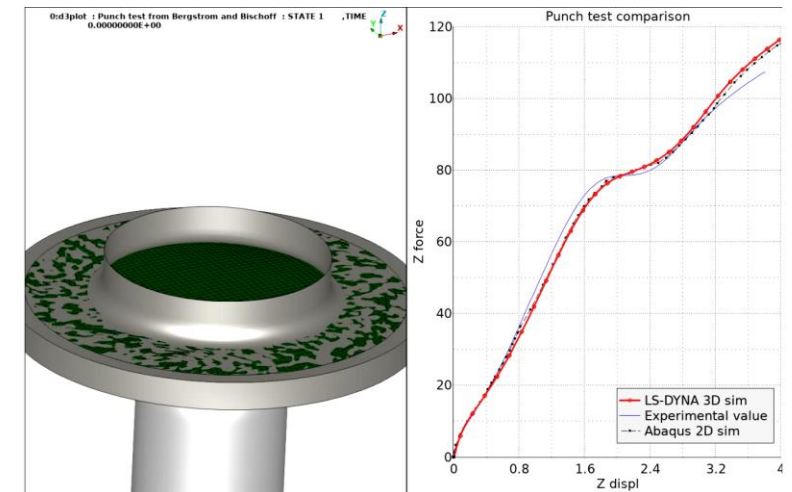 0:d3plot : Punch test from Bergstrom and Bischoff : STATE 1 ,TIME
0.00000000E+00
Z
Y
X
Punch test comparison
120
100
80
60
40
20
0
Z force
0 0.8 1.6 2.4 3.2 4
Z displ
LS-DYNA 3D sim
Experimental value
Abaqus 2D sim